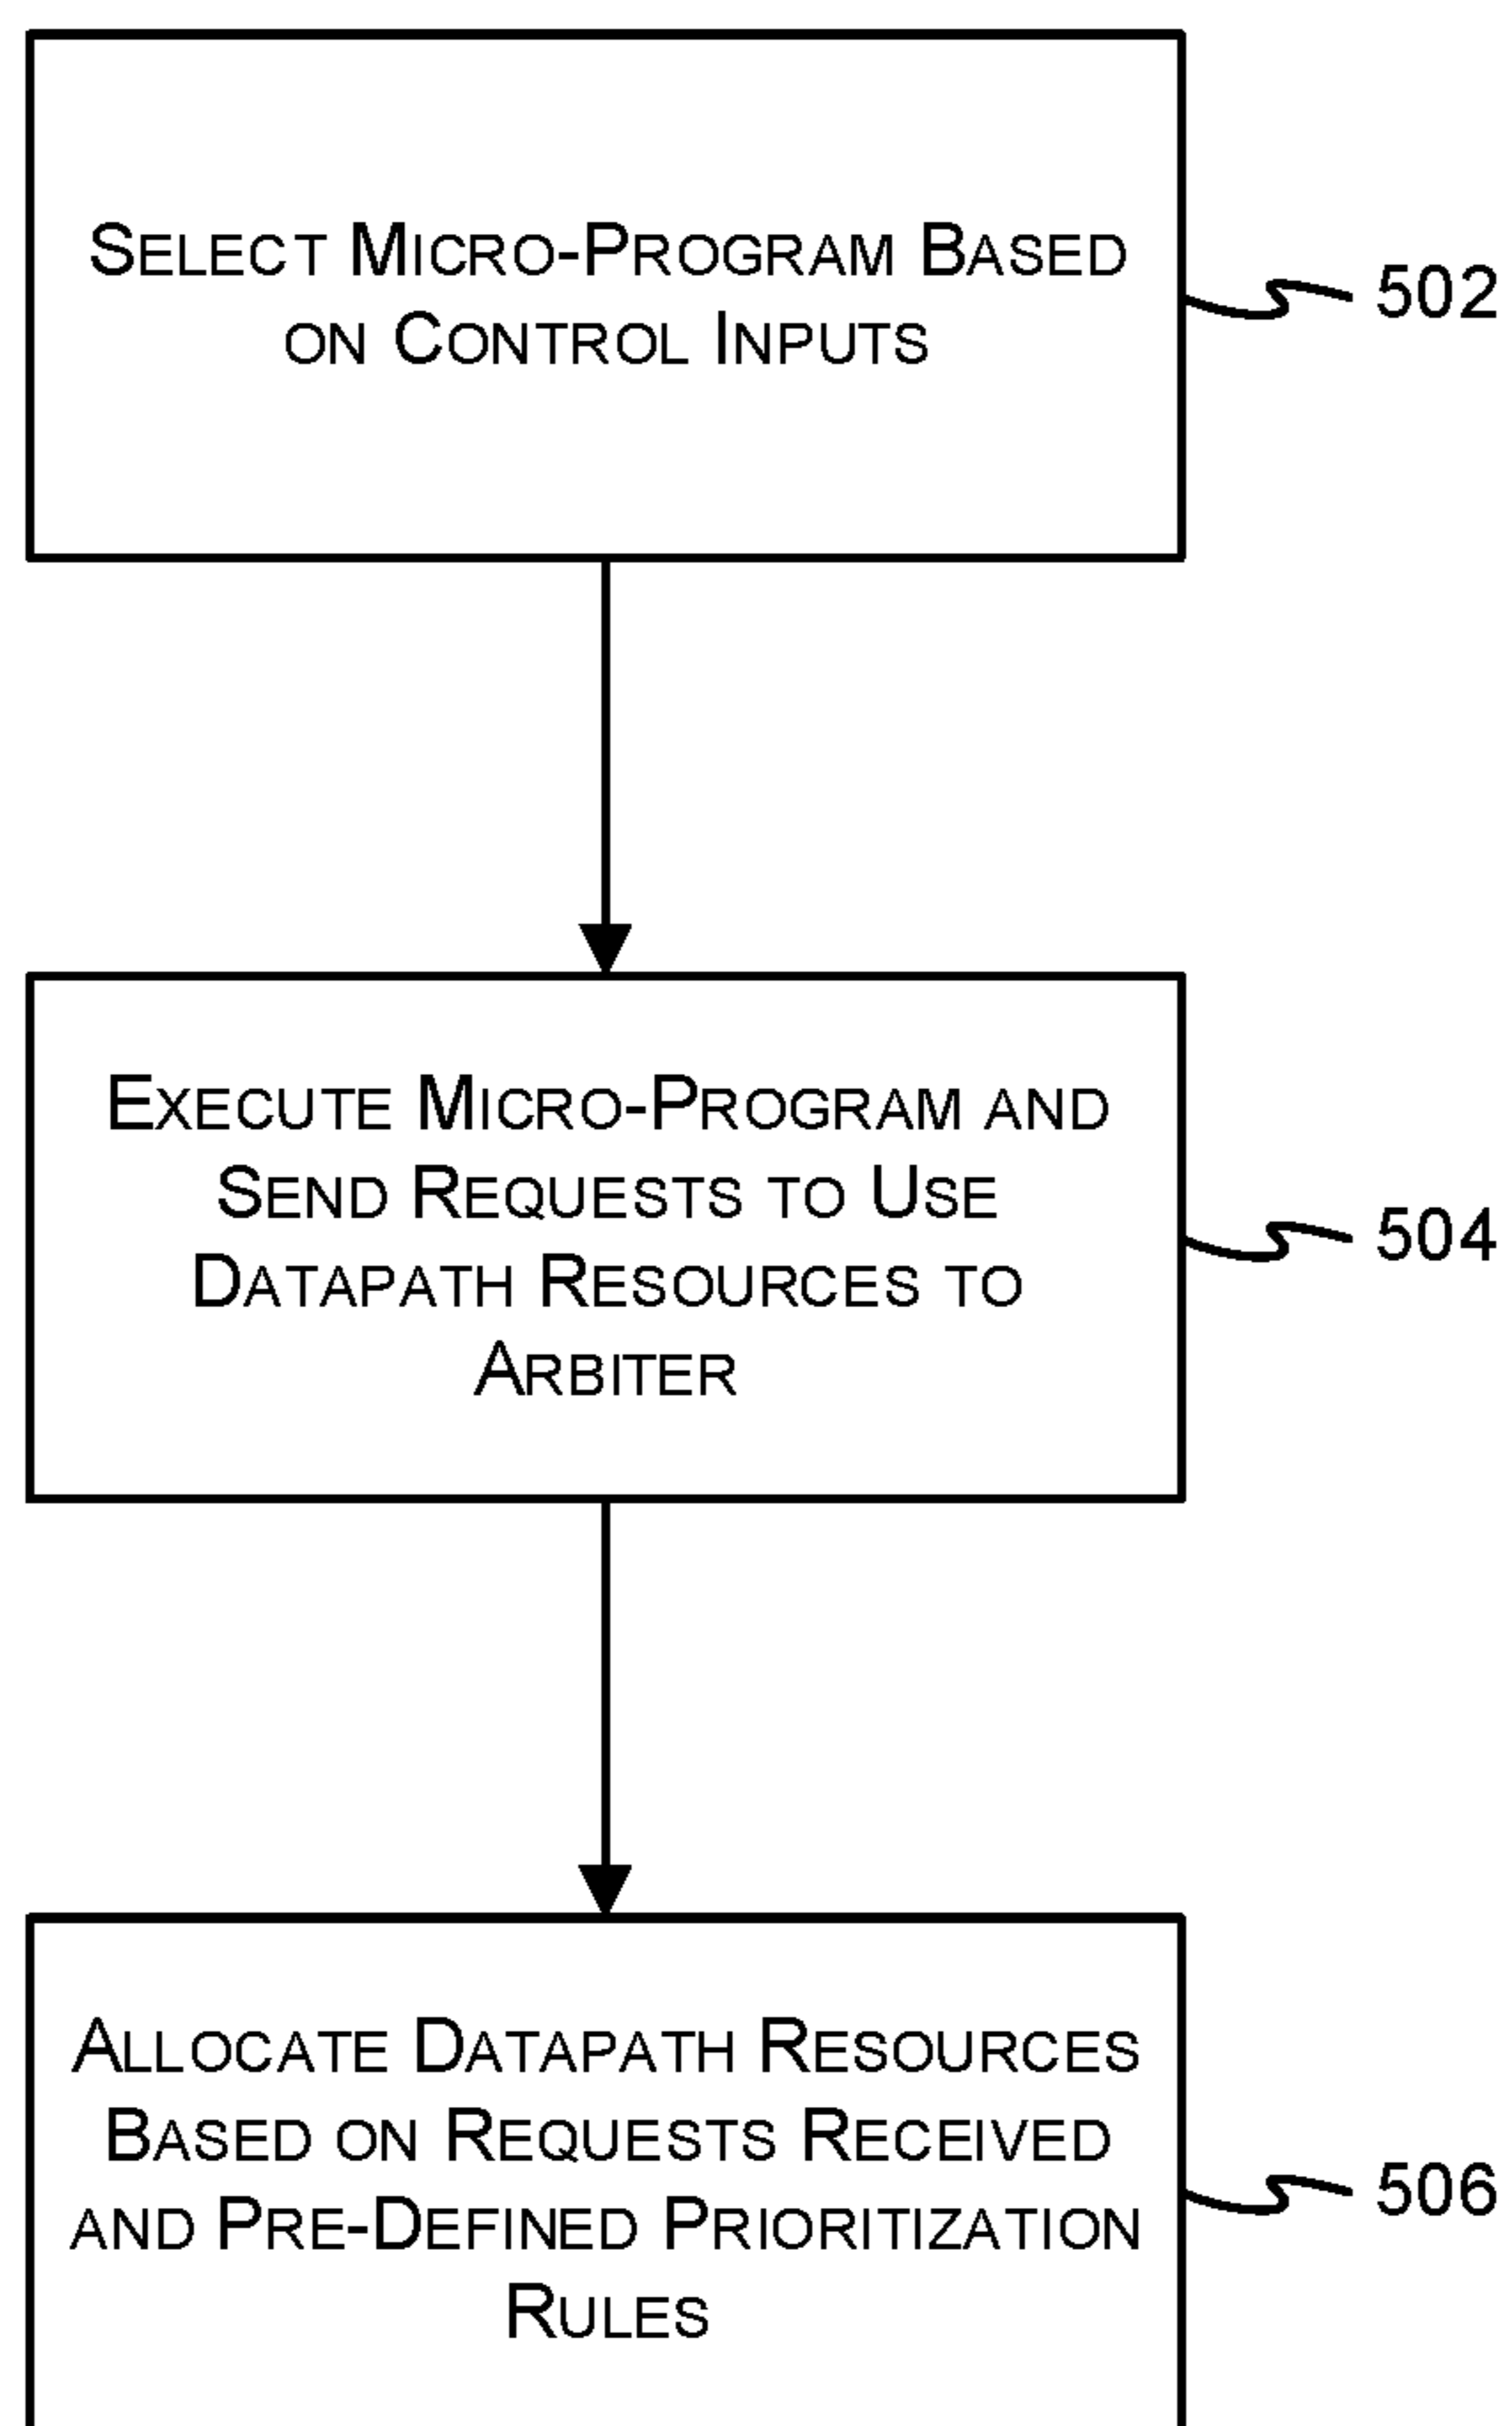 Select Micro-Program Based
on Control Inputs
502
Execute Micro-Program and
Send Requests to Use
Datapath Resources to
Arbiter
504
Allocate Datapath Resources
Based on Requests Received
and Pre-Defined Prioritization
Rules
506